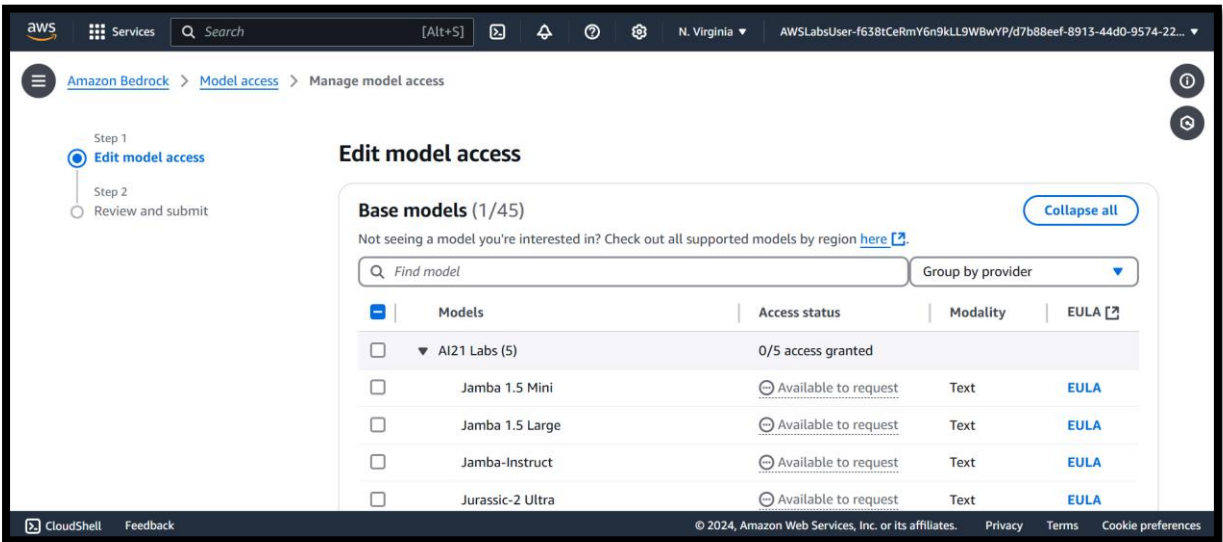 aws Services Search [Alt+S] N. Virginia AWSLabsUser-f638tCeRmY6n9kLL9WBwYP/d7b88eef-8913-44d0-9574-22...
Amazon Bedrock > Model access > Manage model access
Step 1
Edit model access
Step 2
Review and submit
Edit model access
Base models (1/45) Collapse all
Not seeing a model you're interested in? Check out all supported models by region here.
Find model Group by provider
Models Access status Modality EULA
AI21 Labs (5) 0/5 access granted
Jamba 1.5 Mini Available to request Text EULA
Jamba 1.5 Large Available to request Text EULA
Jamba-Instruct Available to request Text EULA
Jurassic-2 Ultra Available to request Text EULA
CloudShell Feedback © 2024, Amazon Web Services, Inc. or its affiliates. Privacy Terms Cookie preferences